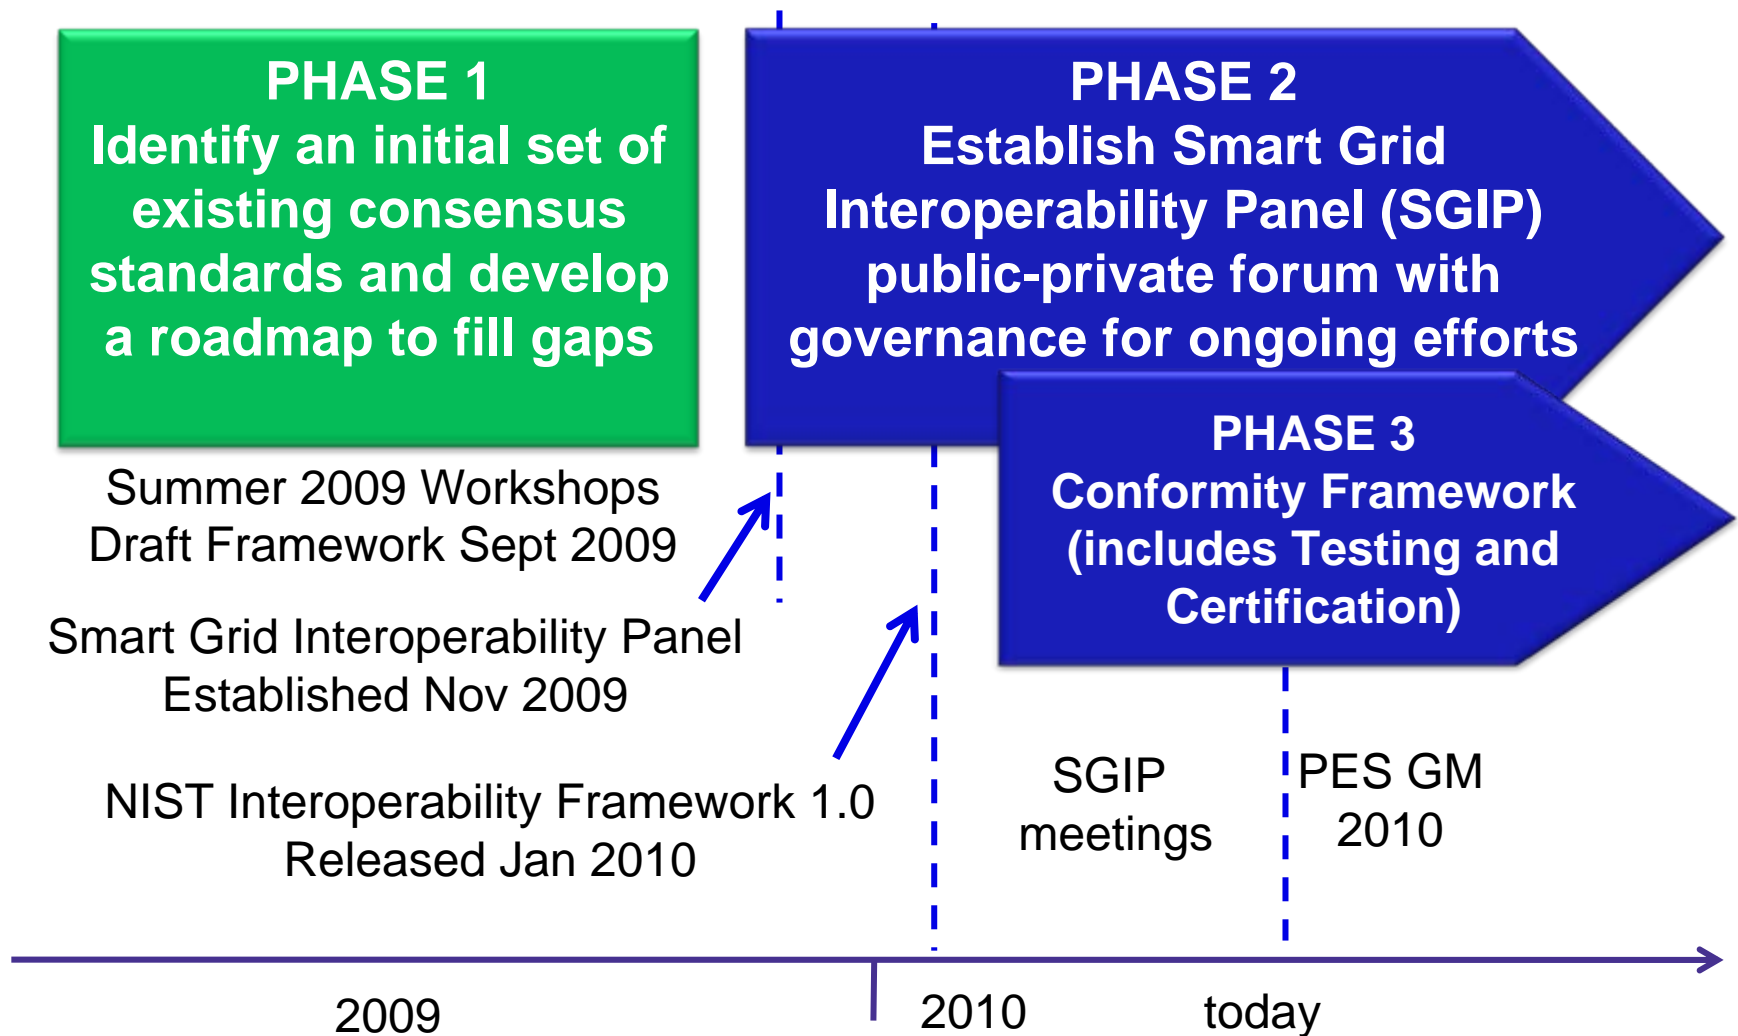 PHASE 1
Identify an initial set of
existing consensus
standards and develop
a roadmap to fill gaps
PHASE 2
Establish Smart Grid
Interoperability Panel (SGIP)
public-private forum with
governance for ongoing efforts
PHASE 3
Conformity Framework
(includes Testing and
Certification)
Summer 2009 Workshops
Draft Framework Sept 2009
Smart Grid Interoperability Panel
Established Nov 2009
NIST Interoperability Framework 1.0
Released Jan 2010
SGIP
meetings
PES GM
2010
2009
2010
today